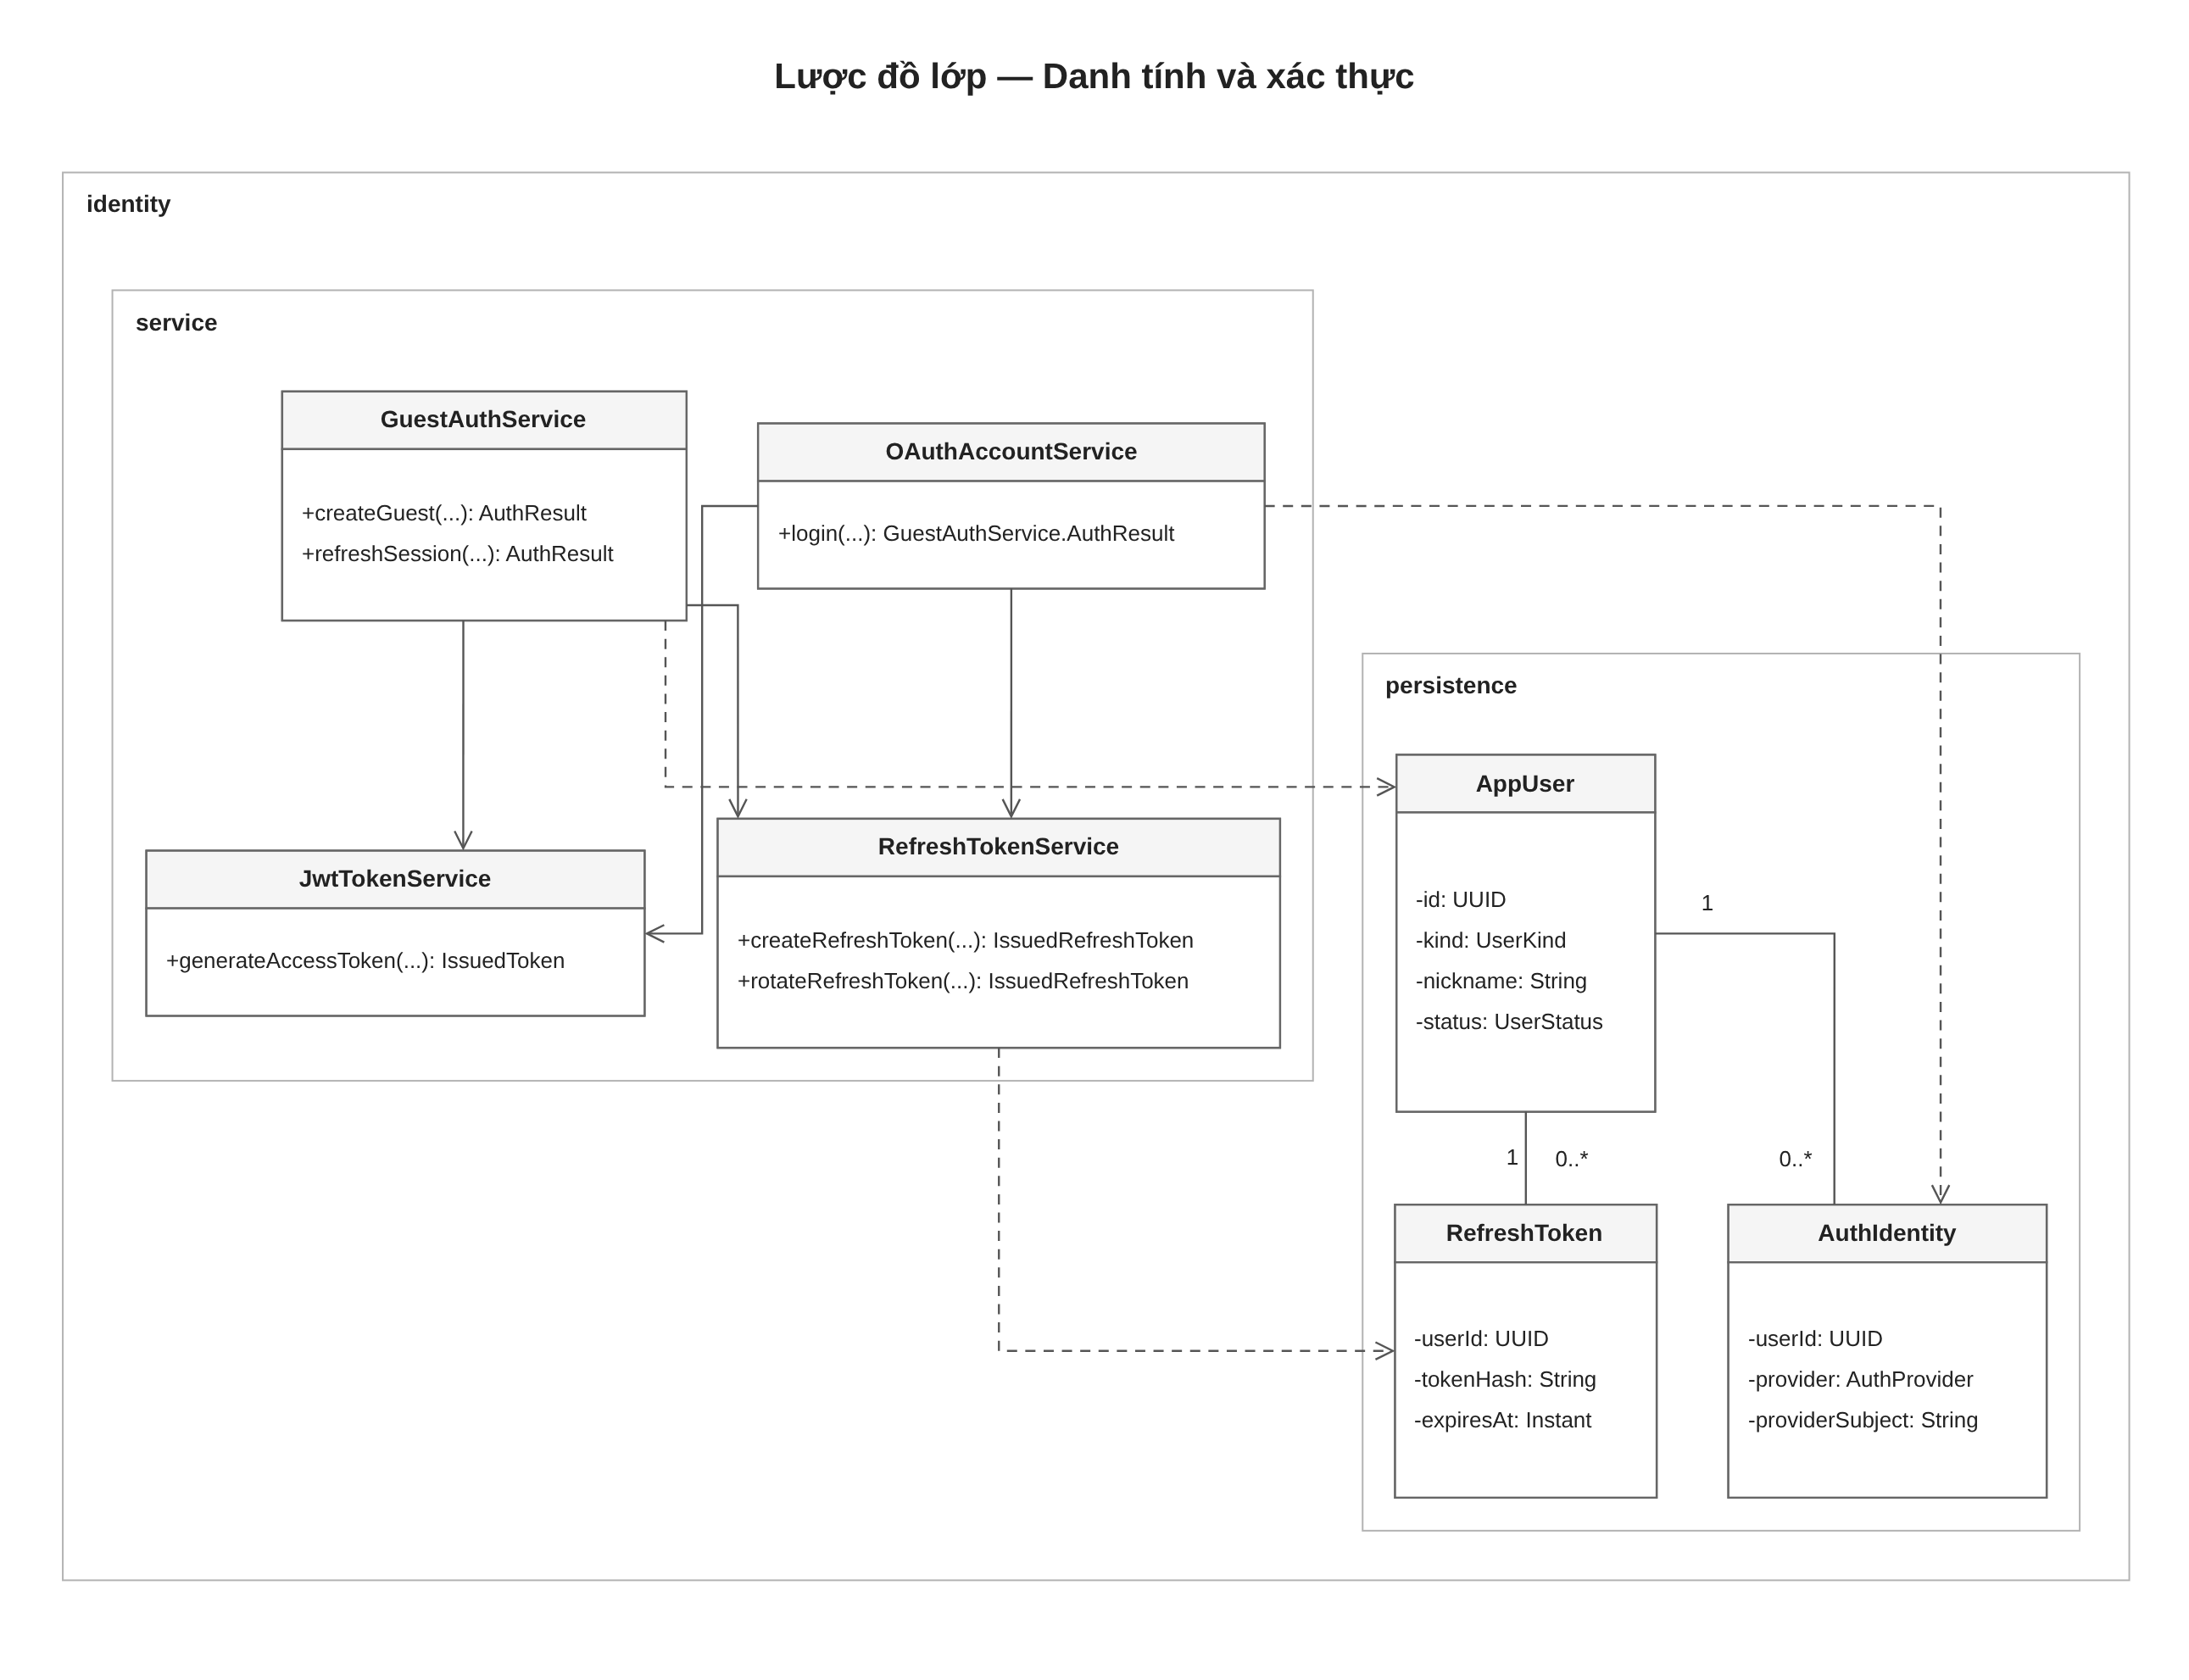 Lược đồ lớp — Danh tính và xác thực
identity
service
GuestAuthService
+createGuest(...): AuthResult
+refreshSession(...): AuthResult
OAuthAccountService
+login(...): GuestAuthService.AuthResult
JwtTokenService
+generateAccessToken(...): IssuedToken
RefreshTokenService
+createRefreshToken(...): IssuedRefreshToken
+rotateRefreshToken(...): IssuedRefreshToken
persistence
AppUser
-id: UUID
-kind: UserKind
-nickname: String
-status: UserStatus
1
1
0..*
0..*
RefreshToken
-userId: UUID
-tokenHash: String
-expiresAt: Instant
AuthIdentity
-userId: UUID
-provider: AuthProvider
-providerSubject: String